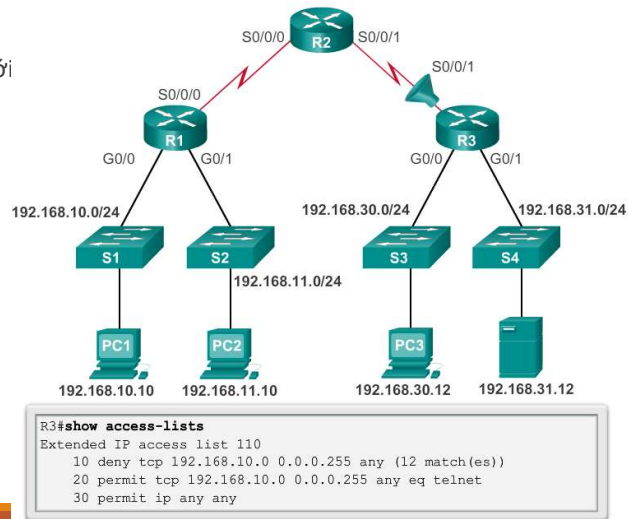 ới
S0/0/0
R2
S0/0/1
S0/0/1
S0/0/0
R1
R3
G0/0
G0/1
G0/0
G0/1
192.168.10.0/24
192.168.30.0/24
192.168.31.0/24
S1
S2
S3
S4
192.168.11.0/24
PC1
PC2
PC3
192.168.10.10
192.168.11.10
192.168.30.12
192.168.31.12
R3#show access-lists
Extended IP access list 110
10 deny tcp 192.168.10.0 0.0.0.255 any (12 match(es))
20 permit tcp 192.168.10.0 0.0.0.255 any eq telnet
30 permit ip any any